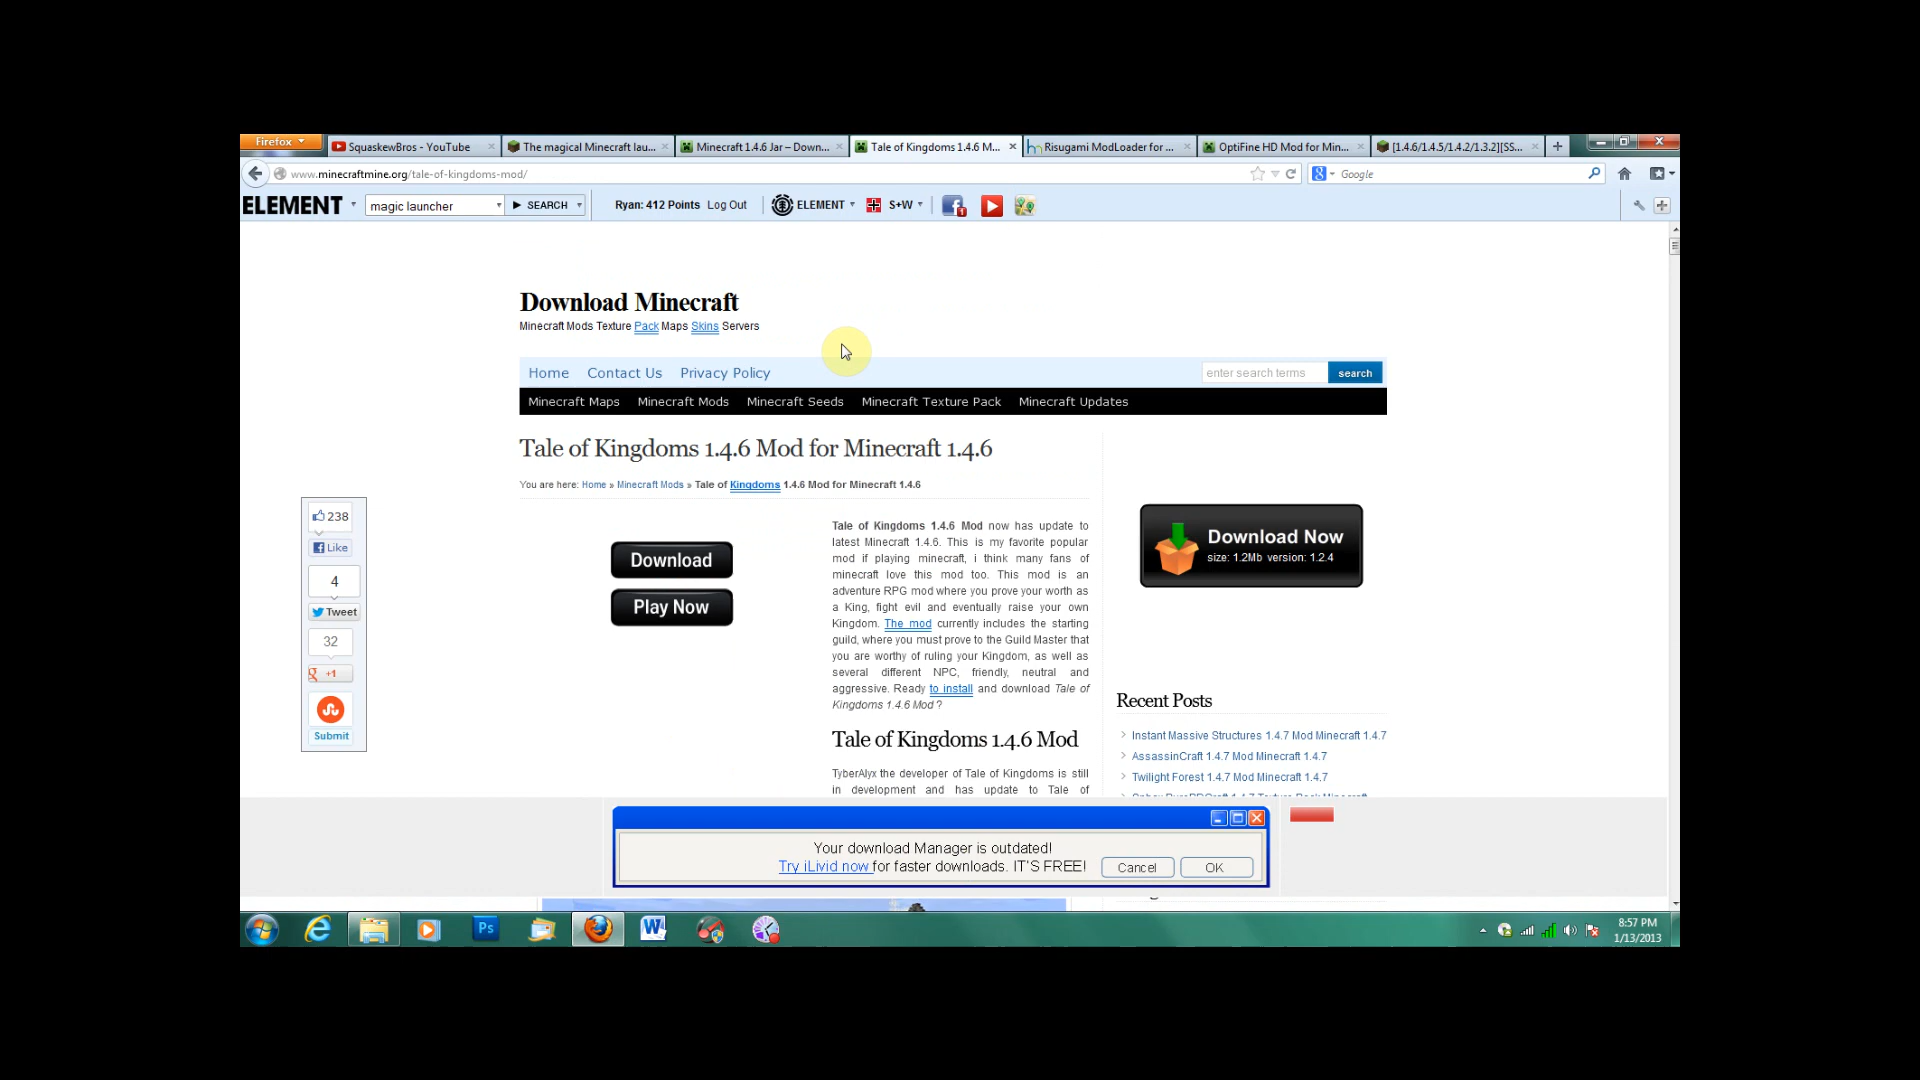 Firefox
SquaskewBros - YouTube
The magical Minecraft lau...
Minecraft 1.4.6 Jar – Down...
Tale of Kingdoms 1.4.6 M...
Risugami ModLoader for ...
OptiFine HD Mod for Min...
[1.4.6/1.4.5/1.4.2/1.3.2][SS...
www.minecraftmine.org/tale-of-kingdoms-mod/
Google
ELEMENT
magic launcher
SEARCH
Ryan: 412 Points Log Out
ELEMENT
S+W
1
Download Minecraft
Minecraft Mods Texture Pack Maps Skins Servers
Home Contact Us Privacy Policy
enter search terms
search
Minecraft Maps Minecraft Mods Minecraft Seeds Minecraft Texture Pack Minecraft Updates
Tale of Kingdoms 1.4.6 Mod for Minecraft 1.4.6
You are here: Home » Minecraft Mods » Tale of Kingdoms 1.4.6 Mod for Minecraft 1.4.6
238
Like
4
Tweet
32
+1
Submit
Download
Play Now
Tale of Kingdoms 1.4.6 Mod now has update to
latest Minecraft 1.4.6. This is my favorite popular
mod if playing minecraft, i think many fans of
minecraft love this mod too. This mod is an
adventure RPG mod where you prove your worth as
a King, fight evil and eventually raise your own
Kingdom. The mod currently includes the starting
guild, where you must prove to the Guild Master that
you are worthy of ruling your Kingdom, as well as
several different NPC, friendly, neutral and
aggressive. Ready to install and download Tale of
Kingdoms 1.4.6 Mod ?
Tale of Kingdoms 1.4.6 Mod
TyberAlyx the developer of Tale of Kingdoms is still
in development and has update to Tale of
Download Now
size: 1.2Mb version: 1.2.4
Recent Posts
Instant Massive Structures 1.4.7 Mod Minecraft 1.4.7
AssassinCraft 1.4.7 Mod Minecraft 1.4.7
Twilight Forest 1.4.7 Mod Minecraft 1.4.7
Your download Manager is outdated!
Try iLivid now for faster downloads. IT'S FREE!
Cancel
OK
Ps
W
8:57 PM
1/13/2013